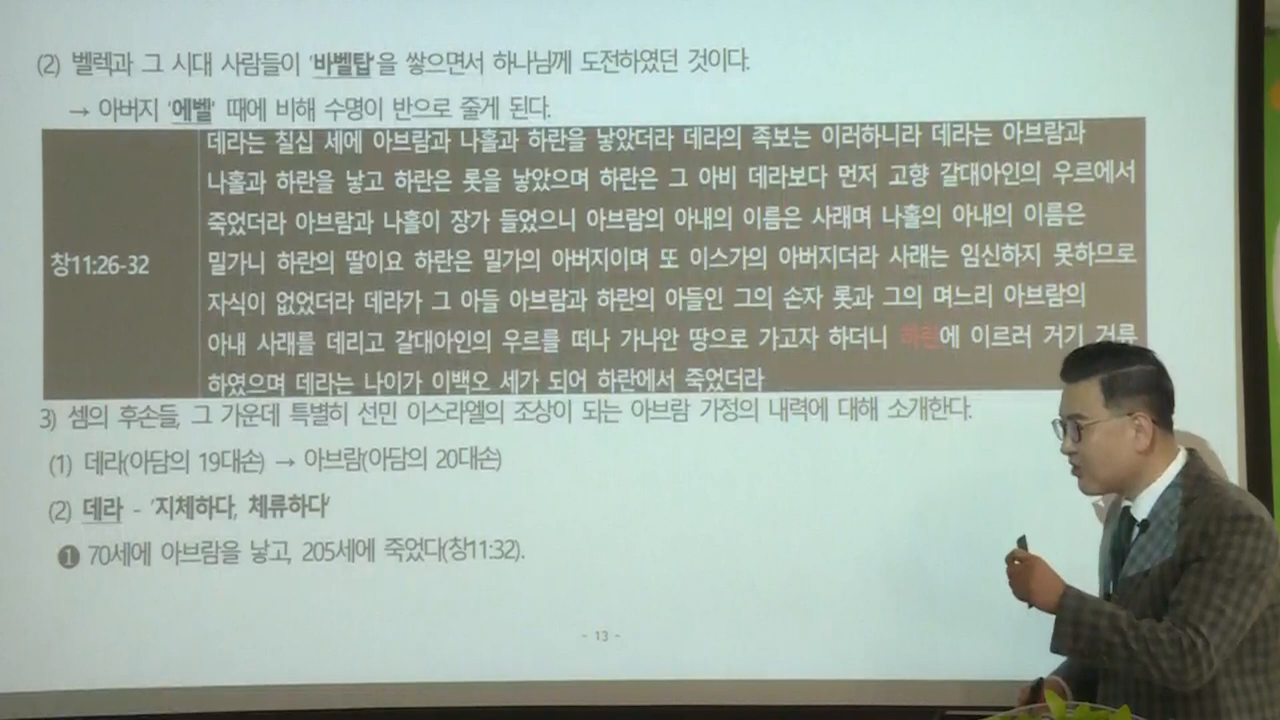 (2) 벨렉과 그 시대 사람들이 '바벨탑'을 쌓으면서 하나님께 도전하였던 것이다.
→ 아버지 '에벨' 때에 비해 수명이 반으로 줄게 된다.
창11:26-32
데라는 칠십 세에 아브람과 나홀과 하란을 낳았더라 데라의 족보는 이러하니라 데라는 아브람과
나홀과 하란을 낳고 하란은 롯을 낳았으며 하란은 그 아비 데라보다 먼저 고향 갈대아인의 우르에서
죽었더라 아브람과 나홀이 장가 들었으니 아브람의 아내의 이름은 사래며 나홀의 아내의 이름은
밀가니 하란의 딸이요 하란은 밀가의 아버지이며 또 이스가의 아버지더라 사래는 임신하지 못하므로
자식이 없었더라 데라가 그 아들 아브람과 하란의 아들인 그의 손자 롯과 그의 며느리 아브람의
아내 사래를 데리고 갈대아인의 우르를 떠나 가나안 땅으로 가고자 하더니 하란에 이르러 거기 거류
하였으며 데라는 나이가 이백오 세가 되어 하란에서 죽었더라
3) 셈의 후손들, 그 가운데 특별히 선민 이스라엘의 조상이 되는 아브람 가정의 내력에 대해 소개한다.
(1) 데라(아담의 19대손) → 아브람(아담의 20대손)
(2) 데라 - '지체하다, 체류하다'
❶ 70세에 아브람을 낳고, 205세에 죽었다(창11:32).
- 13 -